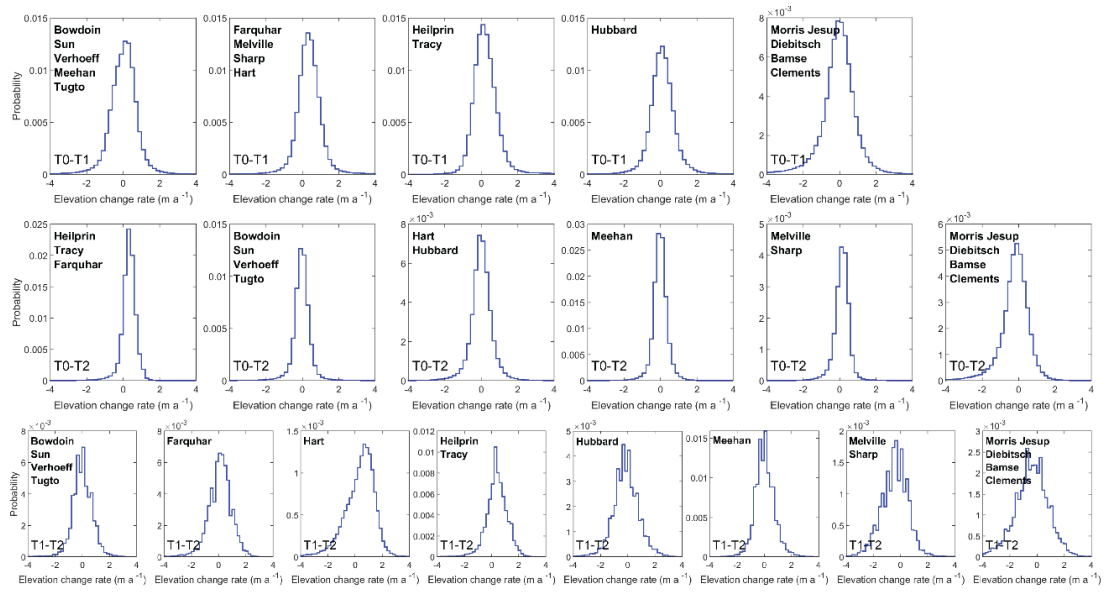 0.015
0.01
0.005
0
Probability
Bowdoin
Sun
Verhoeff
Meehan
Tugto
T0-T1
-4 -2 0 2 4
Elevation change rate (m a -1)
0.015
0.01
0.005
0
Farquhar
Melville
Sharp
Hart
T0-T1
-4 -2 0 2 4
Elevation change rate (m a -1)
0.015
0.01
0.005
0
Heilprin
Tracy
T0-T1
-4 -2 0 2 4
Elevation change rate (m a -1)
0.015
0.01
0.005
0
Hubbard
T0-T1
-4 -2 0 2 4
Elevation change rate (m a -1)
×10-3
8
6
4
2
0
Morris Jesup
Diebitsch
Bamse
Clements
T0-T1
-4 -2 0 2 4
Elevation change rate (m a -1)
0.025
0.02
0.015
0.01
0.005
0
Probability
Heilprin
Tracy
Farquhar
T0-T2
-4 -2 0 2 4
Elevation change rate (m a -1)
0.015
0.01
0.005
0
Bowdoin
Sun
Verhoeff
Tugto
T0-T2
-4 -2 0 2 4
Elevation change rate (m a -1)
×10-3
8
6
4
2
0
Hart
Hubbard
T0-T2
-4 -2 0 2 4
Elevation change rate (m a -1)
0.03
0.025
0.02
0.015
0.01
0.005
0
Meehan
T0-T2
-4 -2 0 2 4
Elevation change rate (m a -1)
×10-3
5
4
3
2
1
0
Melville
Sharp
T0-T2
-4 -2 0 2 4
Elevation change rate (m a -1)
×10-3
6
5
4
3
2
1
0
Morris Jesup
Diebitsch
Bamse
Clements
T0-T2
-4 -2 0 2 4
Elevation change rate (m a -1)
×10-3
8
6
4
2
0
Probability
Bowdoin
Sun
Verhoeff
Tugto
T1-T2
-4 -2 0 2 4
Elevation change rate (m a -1)
×10-3
8
6
4
2
0
Farquhar
T1-T2
-4 -2 0 2 4
Elevation change rate (m a -1)
×10-3
1.5
1
0.5
0
Hart
T1-T2
-4 -2 0 2 4
Elevation change rate (m a -1)
0.012
0.01
0.008
0.006
0.004
0.002
0
Heilprin
Tracy
T1-T2
-4 -2 0 2 4
Elevation change rate (m a -1)
×10-3
5
4
3
2
1
0
Hubbard
T1-T2
-4 -2 0 2 4
Elevation change rate (m a -1)
0.015
0.01
0.005
0
Meehan
T1-T2
-4 -2 0 2 4
Elevation change rate (m a -1)
×10-3
2
1.5
1
0.5
0
Melville
Sharp
T1-T2
-4 -2 0 2 4
Elevation change rate (m a -1)
×10-3
3
2.5
2
1.5
1
0.5
0
Morris Jesup
Diebitsch
Bamse
Clements
T1-T2
-4 -2 0 2 4
Elevation change rate (m a -1)